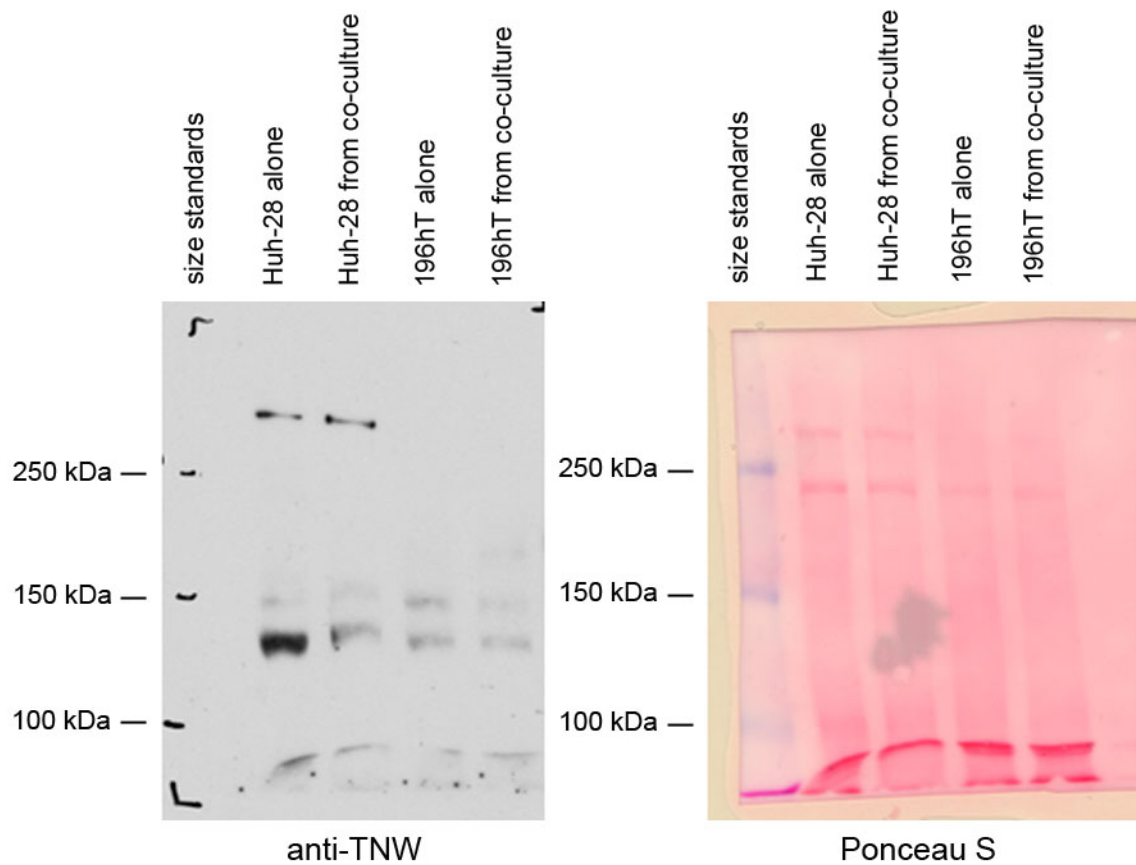 size standards
Huh-28 alone
Huh-28 from co-culture
196hT alone
196hT from co-culture
250 kDa
150 kDa
100 kDa
anti-TNW
size standards
Huh-28 alone
Huh-28 from co-culture
196hT alone
196hT from co-culture
250 kDa
150 kDa
100 kDa
Ponceau S